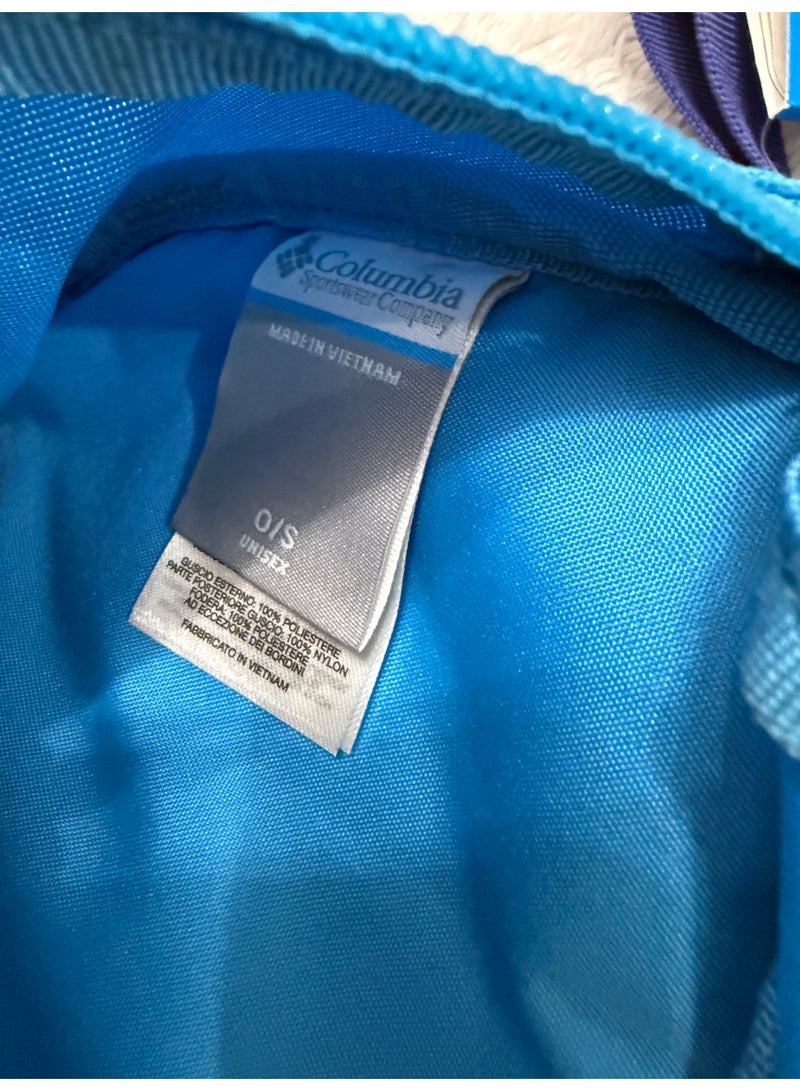 Columbia
Sportswear Company
MADE IN VIETNAM
O/S
UNISEX
GUSCIO ESTERNO: 100% POLIESTERE
PARTE POSTERIORE GUSCIO: 100% NYLON
FODERA: 100% POLIESTERE
AD ECCEZIONE DEI BORDINI
FABBRICATO IN VIETNAM